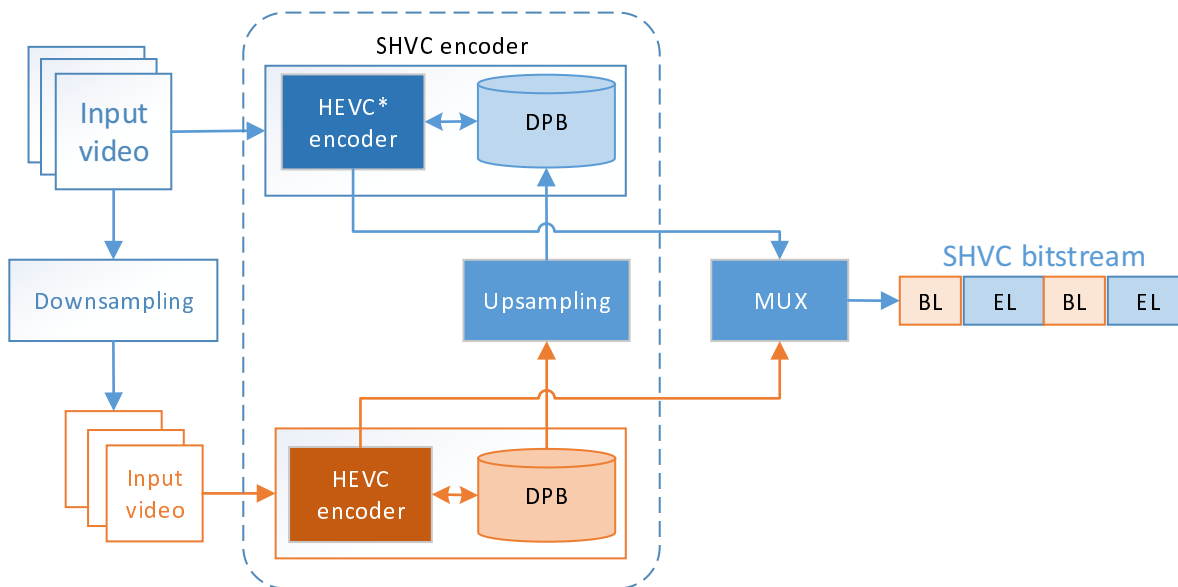 SHVC encoder
Input
video
HEVC*
encoder
DPB
Downsampling
Upsampling
MUX
SHVC bitstream
BL EL BL EL
Input
video
HEVC
encoder
DPB